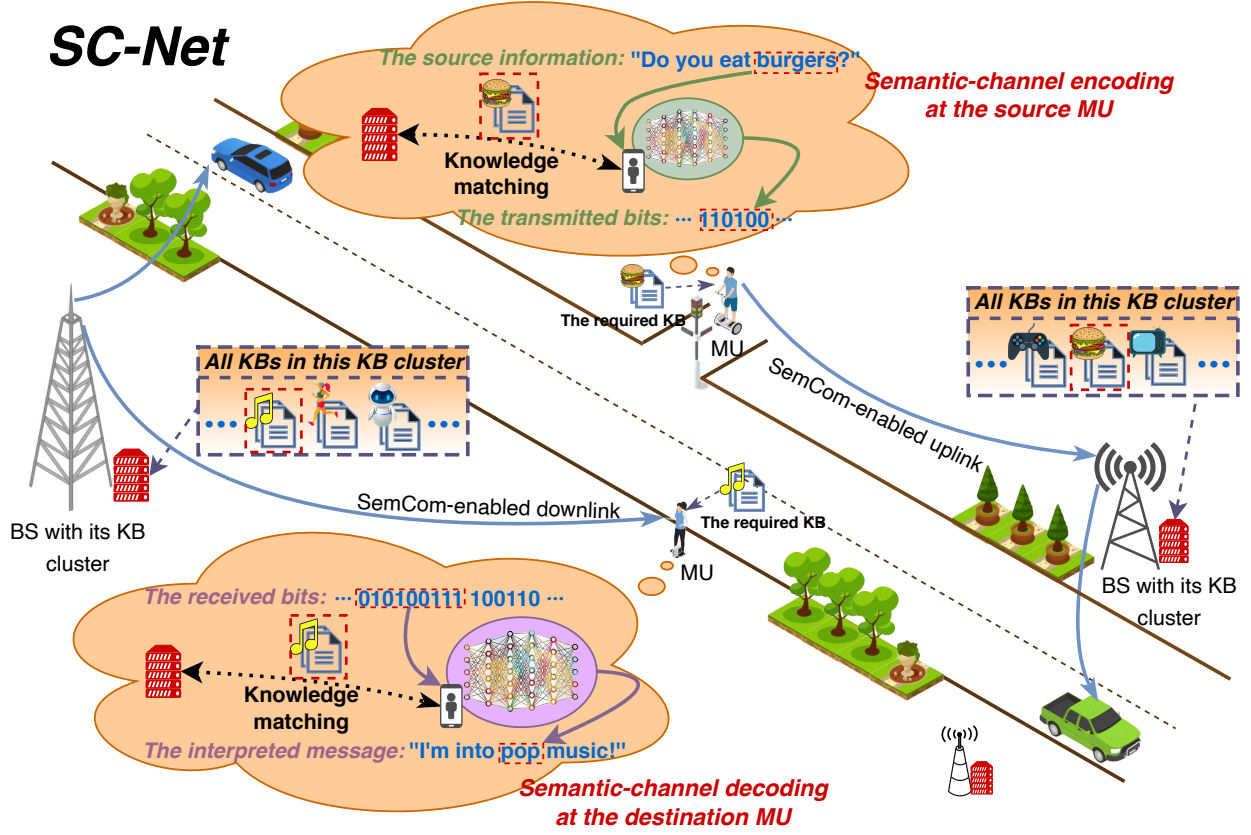 SC-Net
The source information: "Do you eat burgers?"
Semantic-channel encoding
at the source MU
Knowledge
matching
The transmitted bits: ··· 110100 ···
The required KB
MU
All KBs in this KB cluster
SemCom-enabled uplink
BS with its KB
cluster
All KBs in this KB cluster
BS with its KB
cluster
SemCom-enabled downlink
The required KB
MU
The received bits: ··· 010100111 100110 ···
Knowledge
matching
The interpreted message: "I'm into pop music!"
Semantic-channel decoding
at the destination MU